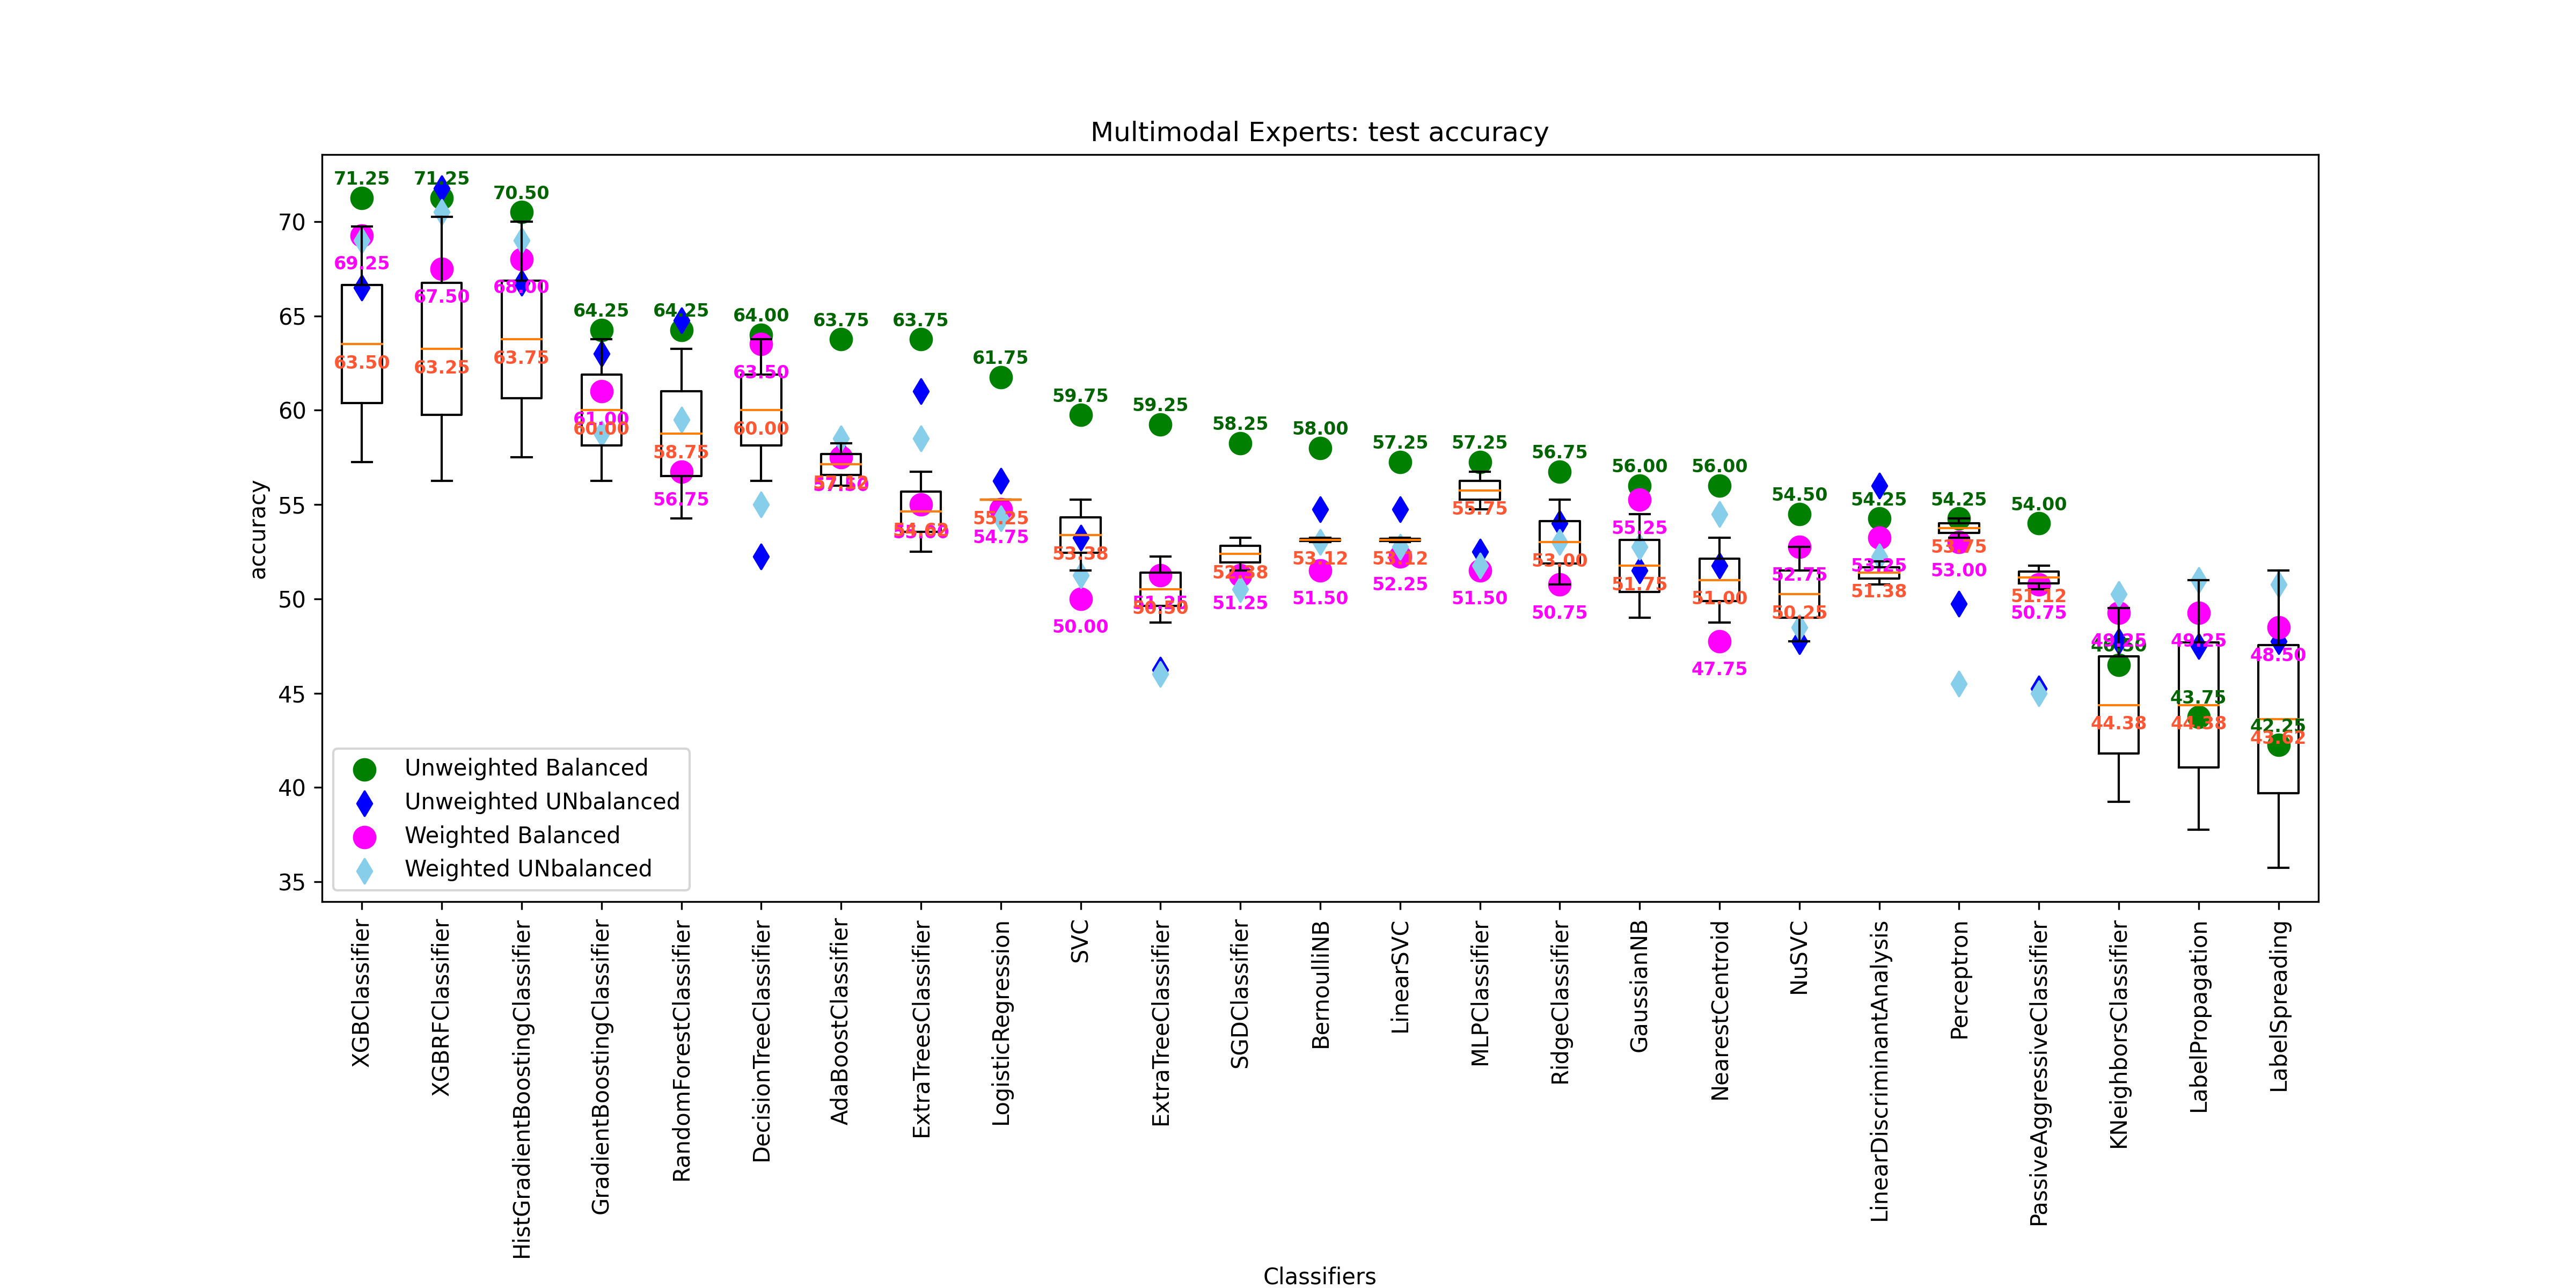 Multimodal Experts: test accuracy
accuracy
70
65
60
55
50
45
40
35
71.25
71.25
70.50
64.25
64.25
64.00
63.75
63.75
61.75
59.75
59.25
58.25
58.00
57.25
57.25
56.75
56.00
56.00
54.50
54.25
54.25
54.00
43.75
42.25
69.25
67.50
68.00
61.00
56.75
63.50
55.00
54.75
50.00
51.25
51.25
51.50
52.25
51.50
50.75
55.25
47.75
52.75
53.25
53.00
50.75
49.25
49.25
48.50
63.50
63.25
63.75
60.00
58.75
60.00
55.25
53.38
50.50
52.38
53.12
53.12
55.75
53.00
51.75
51.00
50.25
51.38
53.75
51.12
44.38
44.38
43.62
Unweighted Balanced
Unweighted UNbalanced
Weighted Balanced
Weighted UNbalanced
XGBClassifier
XGBRFClassifier
HistGradientBoostingClassifier
GradientBoostingClassifier
RandomForestClassifier
DecisionTreeClassifier
AdaBoostClassifier
ExtraTreesClassifier
LogisticRegression
SVC
ExtraTreeClassifier
SGDClassifier
BernoulliNB
LinearSVC
MLPClassifier
RidgeClassifier
GaussianNB
NearestCentroid
NuSVC
LinearDiscriminantAnalysis
Perceptron
PassiveAggressiveClassifier
KNeighborsClassifier
LabelPropagation
LabelSpreading
Classifiers